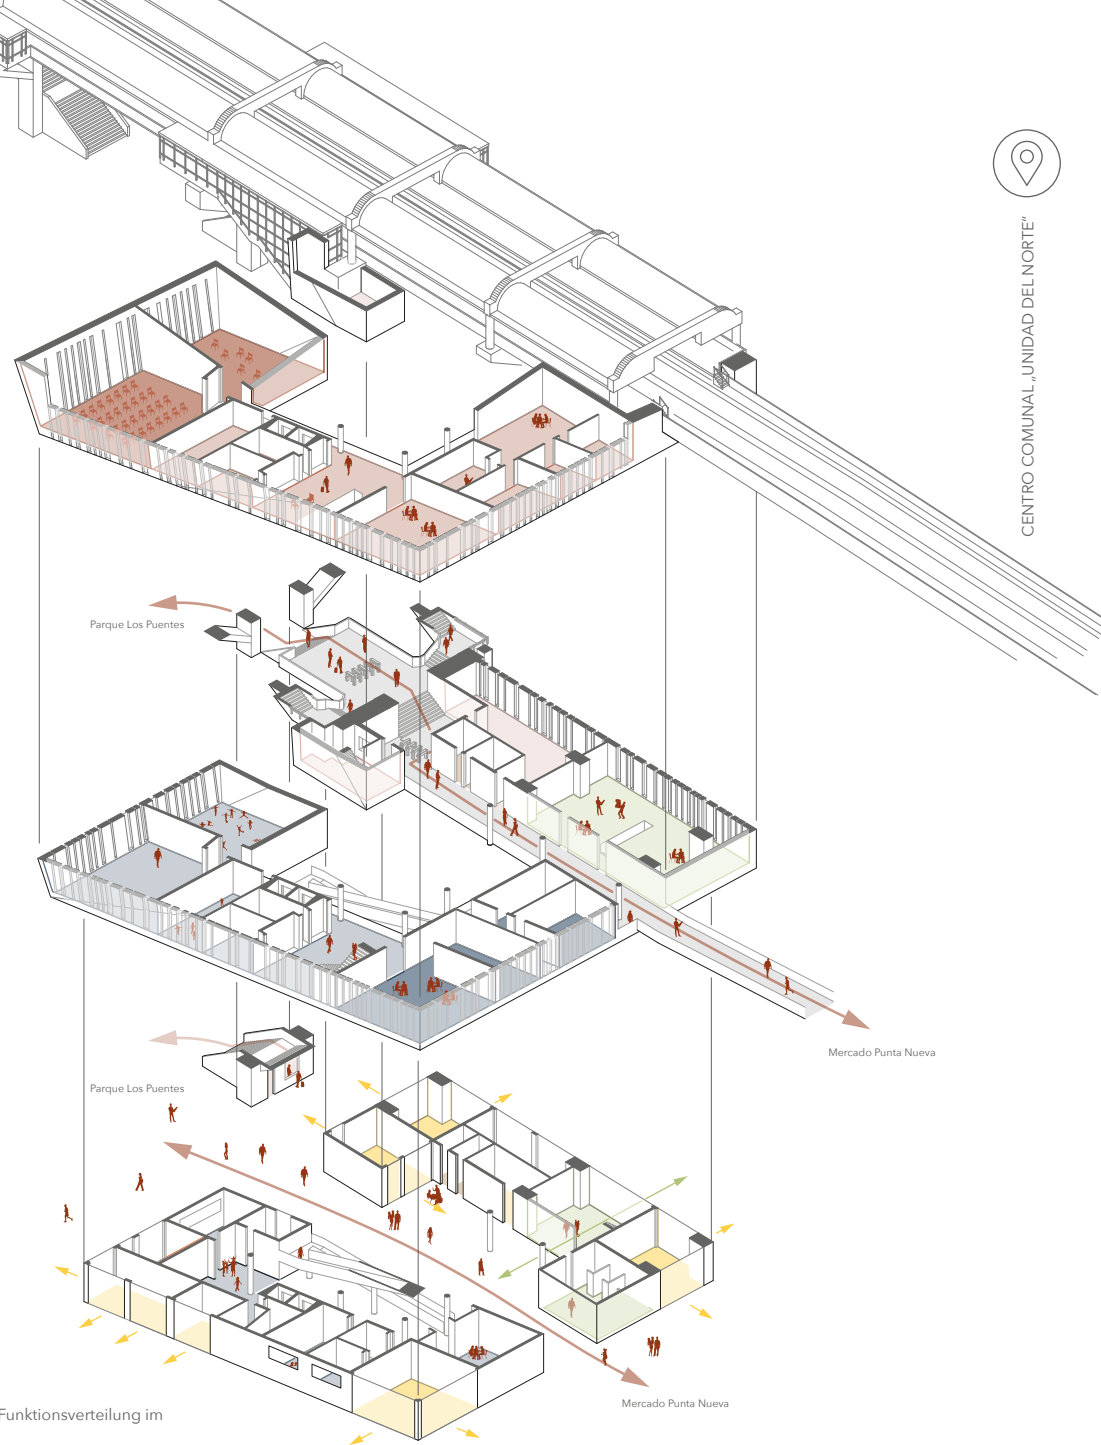 CENTRO COMUNAL „UNIDAD DEL NORTE“
Parque Los Puentes
Mercado Punta Nueva
Parque Los Puentes
Mercado Punta Nueva
Funktionsverteilung im